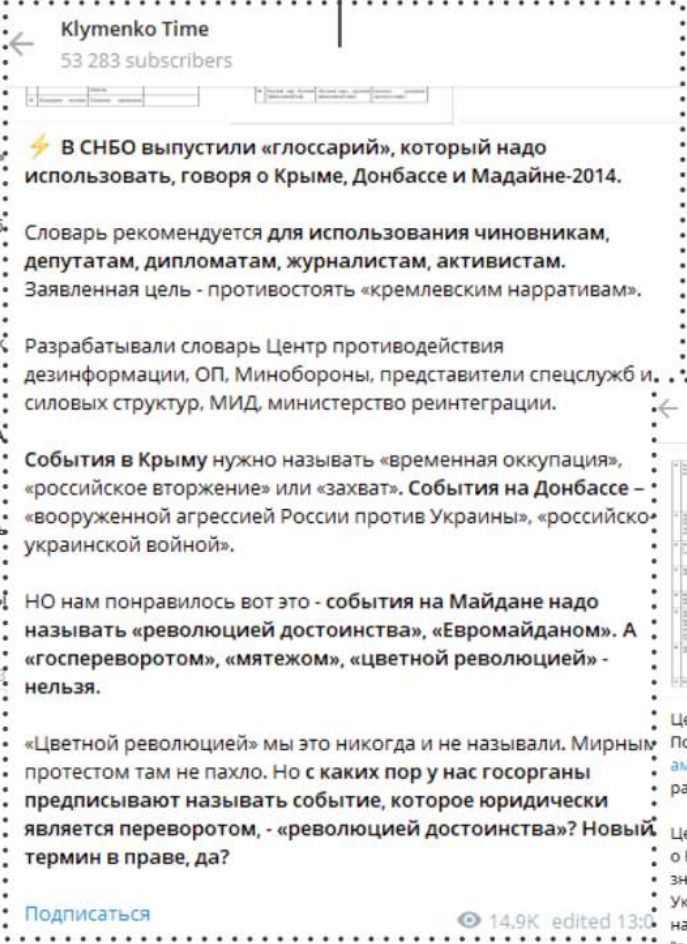 Klymenko Time
53 283 subscribers
⚡ В СНБО выпустили «глоссарий», который надо
использовать, говоря о Крыме, Донбассе и Мадайне-2014.
Словарь рекомендуется для использования чиновникам,
депутатам, дипломатам, журналистам, активистам.
Заявленная цель - противостоять «кремлевским нарративам».
Разрабатывали словарь Центр противодействия
дезинформации, ОП, Минобороны, представители спецслужб и
силовых структур, МИД, министерство реинтеграции.
События в Крыму нужно называть «временная оккупация»,
«российское вторжение» или «захват». События на Донбассе –
«вооруженной агрессией России против Украины», «российско-
украинской войной».
НО нам понравилось вот это - события на Майдане надо
называть «революцией достоинства», «Евромайданом». А
«госпереворотом», «мятежом», «цветной революцией» -
нельзя.
«Цветной революцией» мы это никогда и не называли. Мирным
протестом там не пахло. Но с каких пор у нас госорганы
предписывают называть событие, которое юридически
является переворотом, - «революцией достоинства»? Новый
термин в праве, да?
Подписаться
14.9K edited 13:0